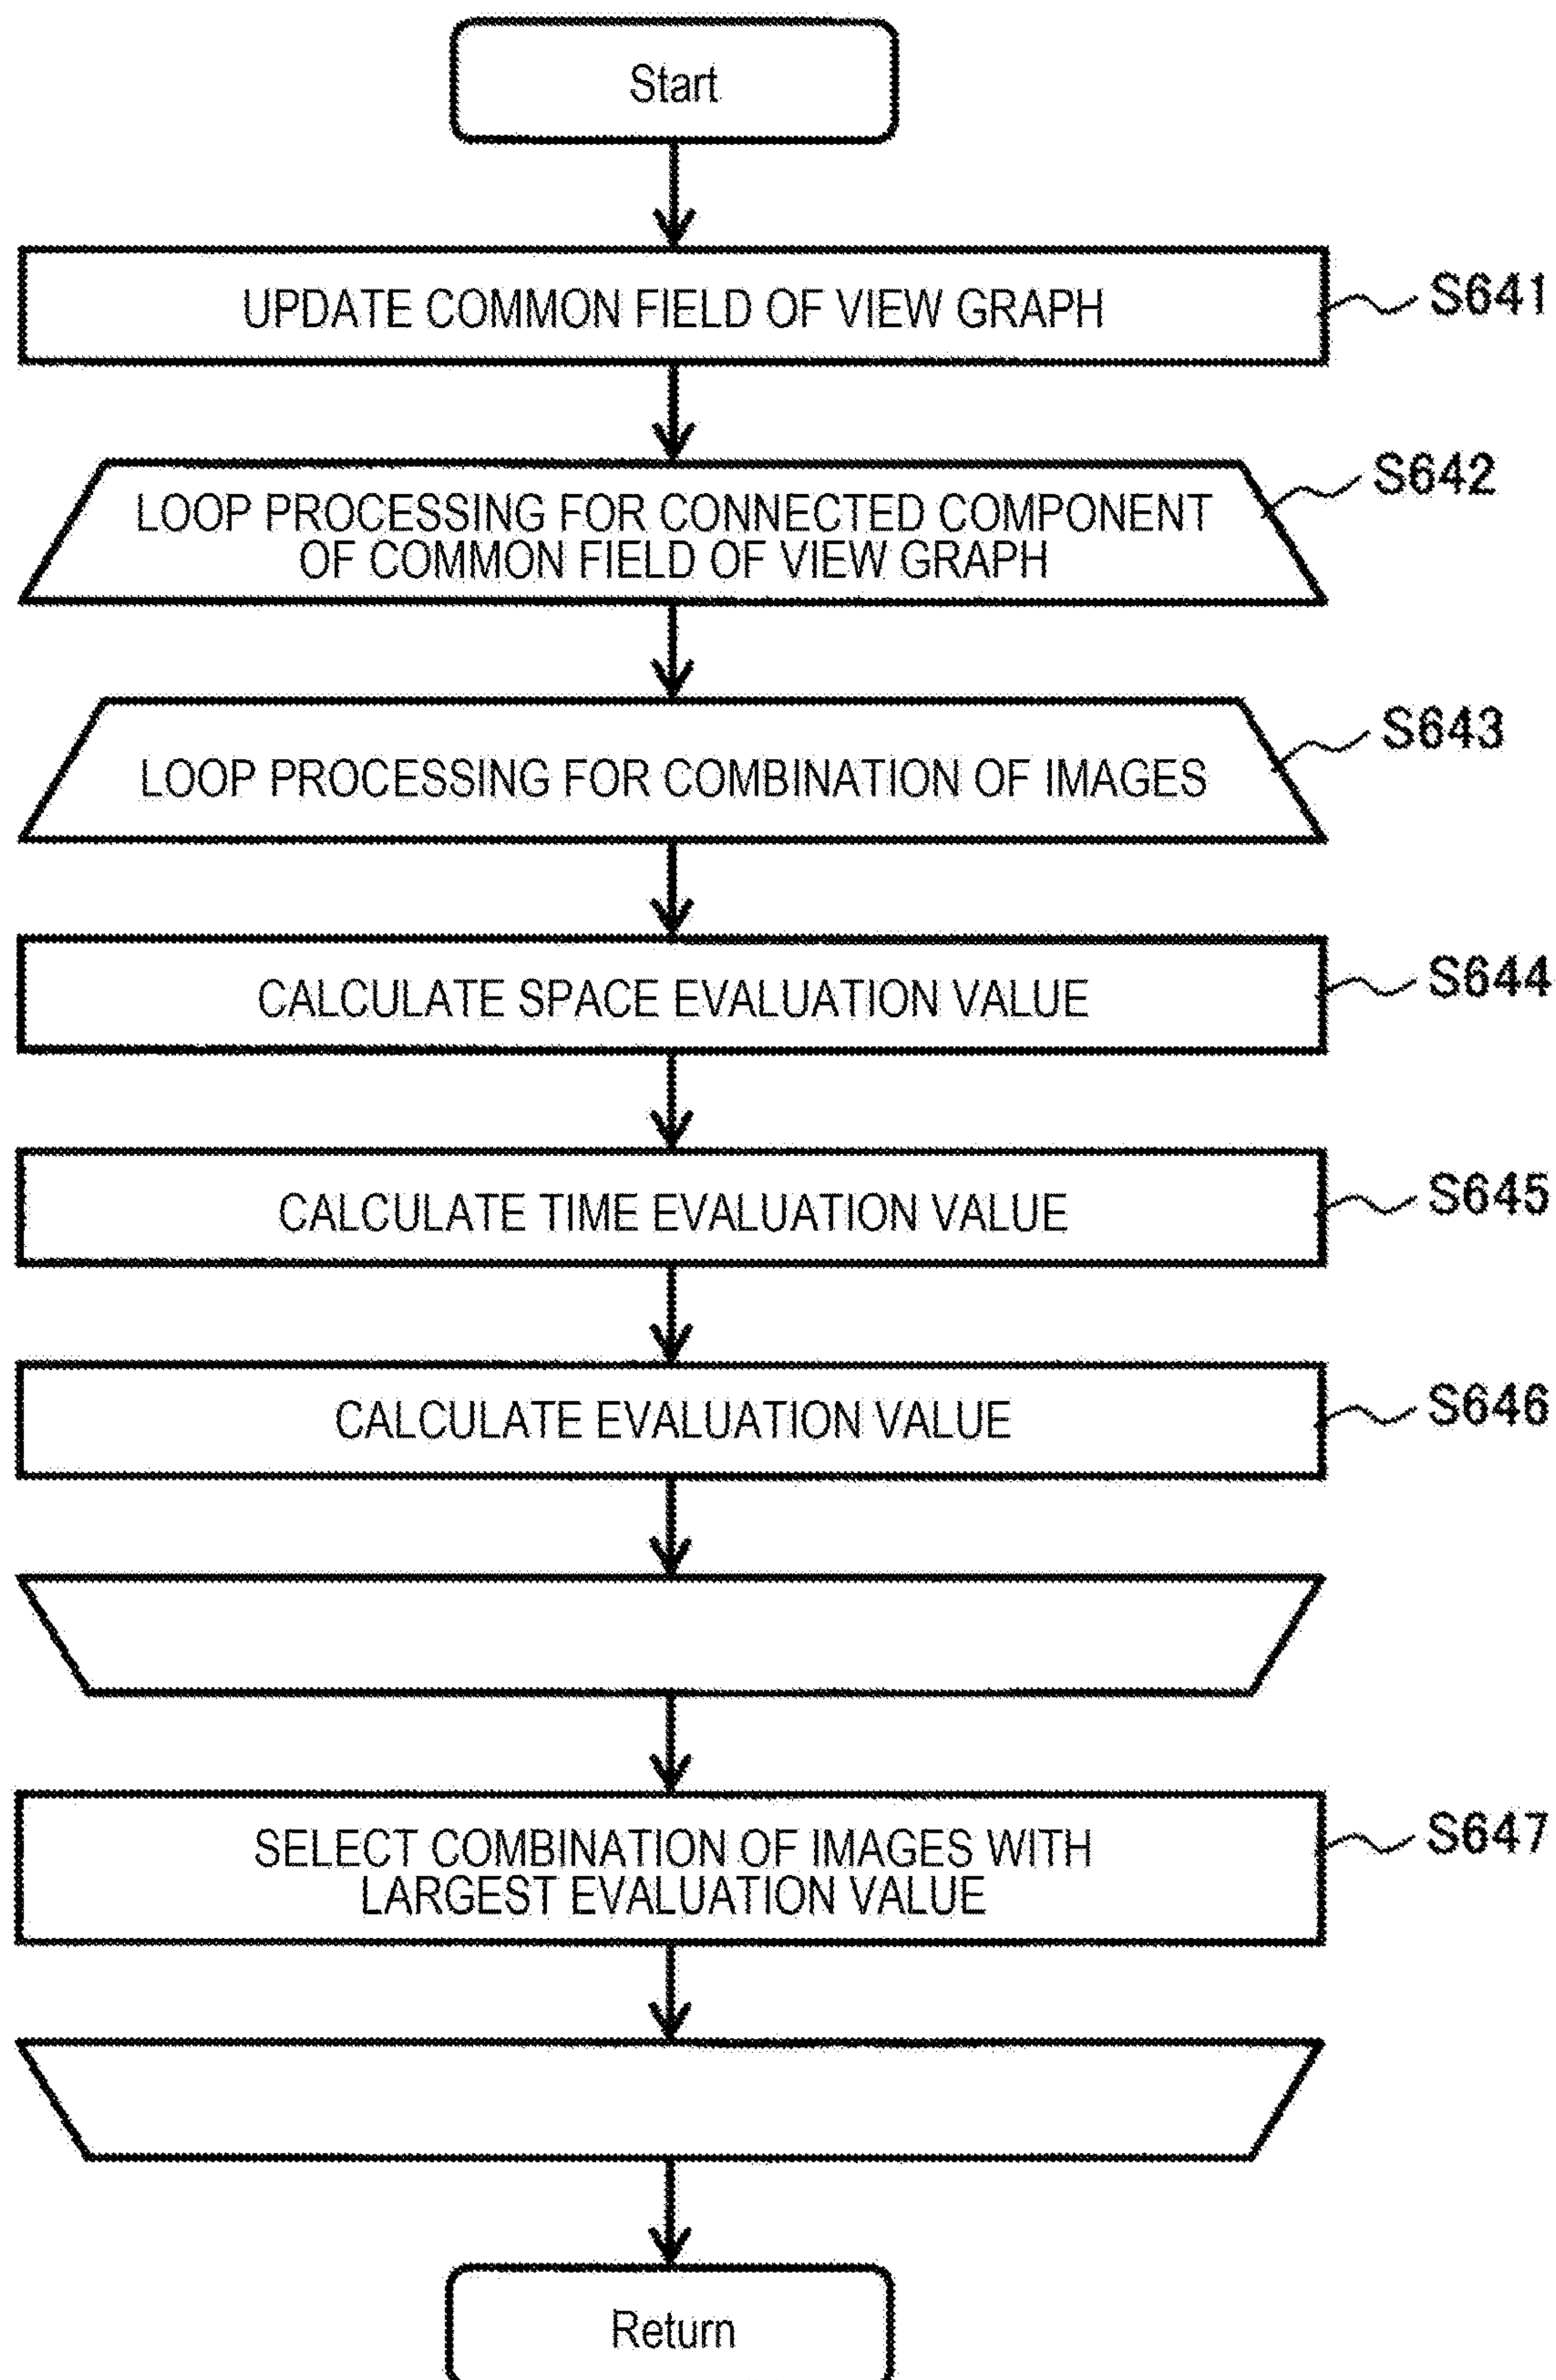 Start
UPDATE COMMON FIELD OF VIEW GRAPH
S641
LOOP PROCESSING FOR CONNECTED COMPONENT
OF COMMON FIELD OF VIEW GRAPH
S642
LOOP PROCESSING FOR COMBINATION OF IMAGES
S643
CALCULATE SPACE EVALUATION VALUE
S644
CALCULATE TIME EVALUATION VALUE
S645
CALCULATE EVALUATION VALUE
S646
SELECT COMBINATION OF IMAGES WITH
LARGEST EVALUATION VALUE
S647
Return